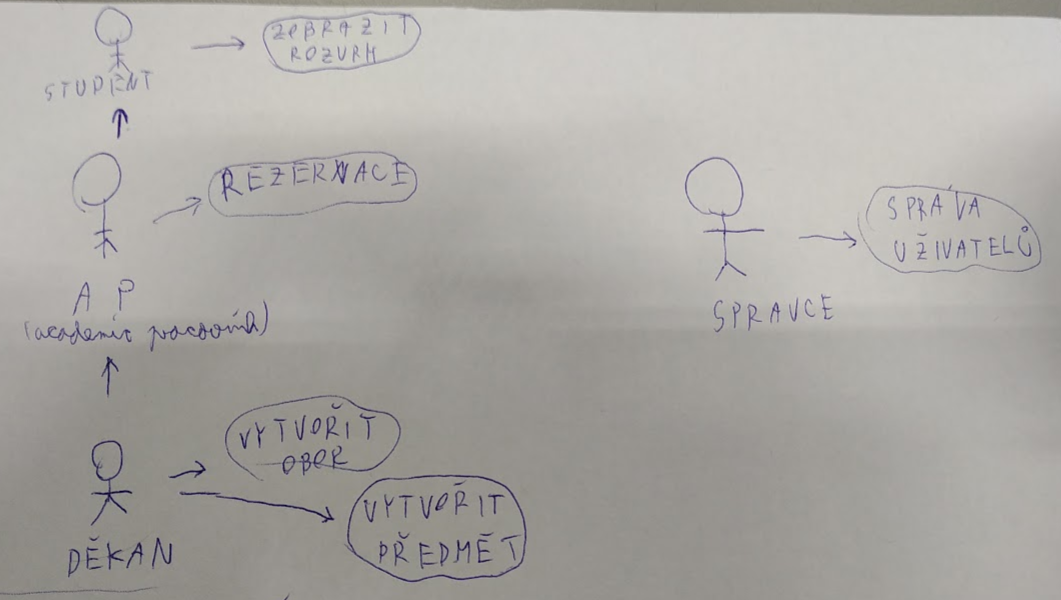 ZOBRAZIT
ROZVRH
STUDENT
REZERVACE
A P
(academic pracovník)
SPRÁVA
UŽIVATELŮ
SPRAVCE
VYTVOŘIT
OBOR
VYTVOŘIT
PŘEDMĚT
DĚKAN